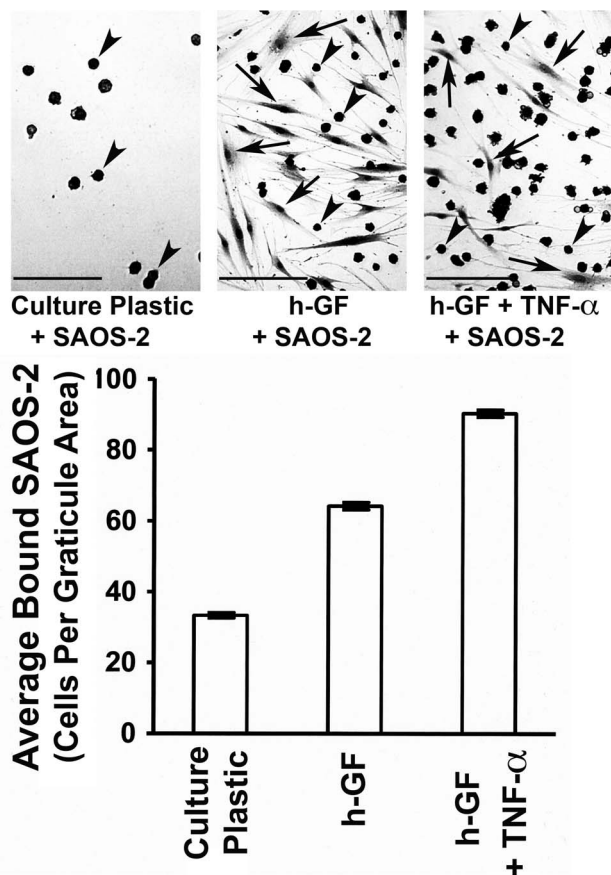 Culture Plastic
+ SAOS-2
h-GF
+ SAOS-2
h-GF + TNF-α
+ SAOS-2
Average Bound SAOS-2
(Cells Per Graticule Area)
100
80
60
40
20
0
Culture
Plastic
h-GF
h-GF
+ TNF-α